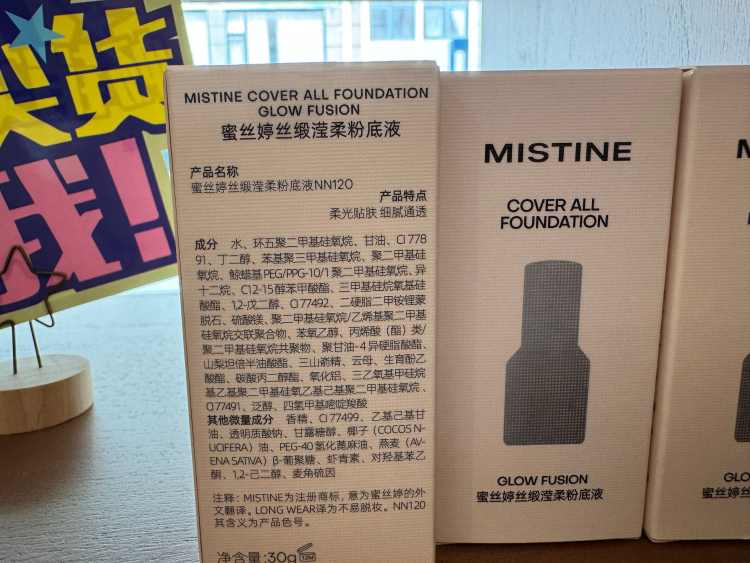 货
我!
MISTINE COVER ALL FOUNDATION
GLOW FUSION
蜜丝婷丝缎滢柔粉底液
产品名称
蜜丝婷丝缎滢柔粉底液NN120
产品特点
柔光贴肤 细腻通透
成分 水、环五聚二甲基硅氧烷、甘油、CI 778
91、丁二醇、苯基聚三甲基硅氧烷、聚二甲基硅
氧烷、鲸蜡基 PEG/PPG-10/1 聚二甲基硅氧烷、异
十二烷、C12-15 醇苯甲酸酯、三甲基硅烷氧基硅
酸酯、1,2-戊二醇、CI 77492、二硬脂二甲铵锂蒙
脱石、硫酸镁、聚二甲基硅氧烷/乙烯基聚二甲基硅
氧烷交联聚合物、苯氧乙醇、丙烯酸（酯）类/
聚二甲基硅氧烷共聚物、聚甘油-4 异硬脂酸酯、
山梨坦倍半油酸酯、三山嵛精、云母、生育酚乙
酸酯、碳酸丙二醇酯、氧化铝、三乙氧基甲硅烷
基乙基聚二甲基硅氧乙基己基聚二甲基硅氧烷、
CI 77491、泛醇、四氢甲基嘧啶羧酸
其他微量成分 香精、CI 77499、乙基己基甘
油、透明质酸钠、甘露糖醇、椰子（COCOS N-
UCIFERA）油、PEG-40 氢化蓖麻油、燕麦（AV-
ENA SATIVA）β-葡聚糖、虾青素、对羟基苯乙
酮、1,2-己二醇、麦角硫因
注释：MISTINE为注册商标，意为蜜丝婷的外
文翻译。LONG WEAR译为不易脱妆。NN120
其含义为产品色号。
净含量:30g 12M
MISTINE
COVER ALL
FOUNDATION
GLOW FUSION
蜜丝婷丝缎滢柔粉底液